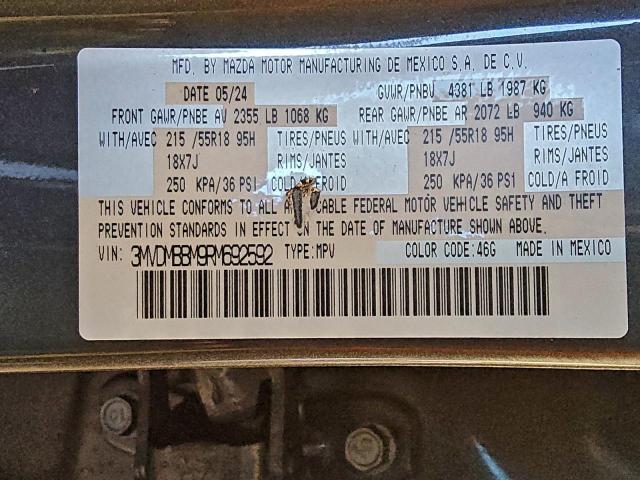 MFD. BY MAZDA MOTOR MANUFACTURING DE MEXICO S.A. DE C.V.
DATE 05/24 GVWR/PNBV 4381 LB 1987 KG
FRONT GAWR/PNBE AV 2355 LB 1068 KG REAR GAWR/PNBE AR 2072 LB 940 KG
WITH/AVEC 215 /55R18 95H TIRES/PNEUS WITH/AVEC 215 /55R18 95H TIRES/PNEUS
18X7J RIMS/JANTES 18X7J RIMS/JANTES
250 KPA/36 PSI COLD/A FROID 250 KPA/36 PSI COLD/A FROID
THIS VEHICLE CONFORMS TO ALL FEDERAL MOTOR VEHICLE SAFETY AND THEFT
PREVENTION STANDARDS IN EFFECT ON THE DATE OF MANUFACTURE SHOWN ABOVE.
VIN: 3MVDMBBM9RM692592 TYPE:MPV COLOR CODE:46G MADE IN MEXICO